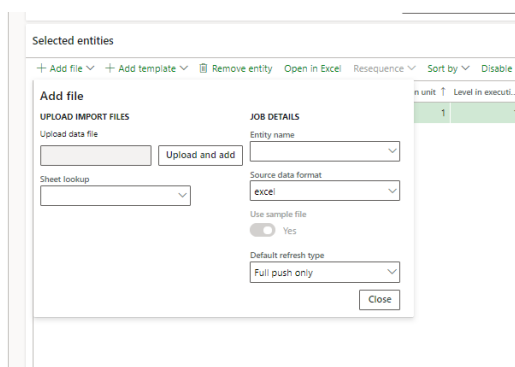 Selected entities
Add file Add template Remove entity Open in Excel Resequence Sort by Disable
n unit Level in executi...
1
Add file
UPLOAD IMPORT FILES
Upload data file
Upload and add
Sheet lookup
JOB DETAILS
Entity name
Source data format
excel
Use sample file
Yes
Default refresh type
Full push only
Close